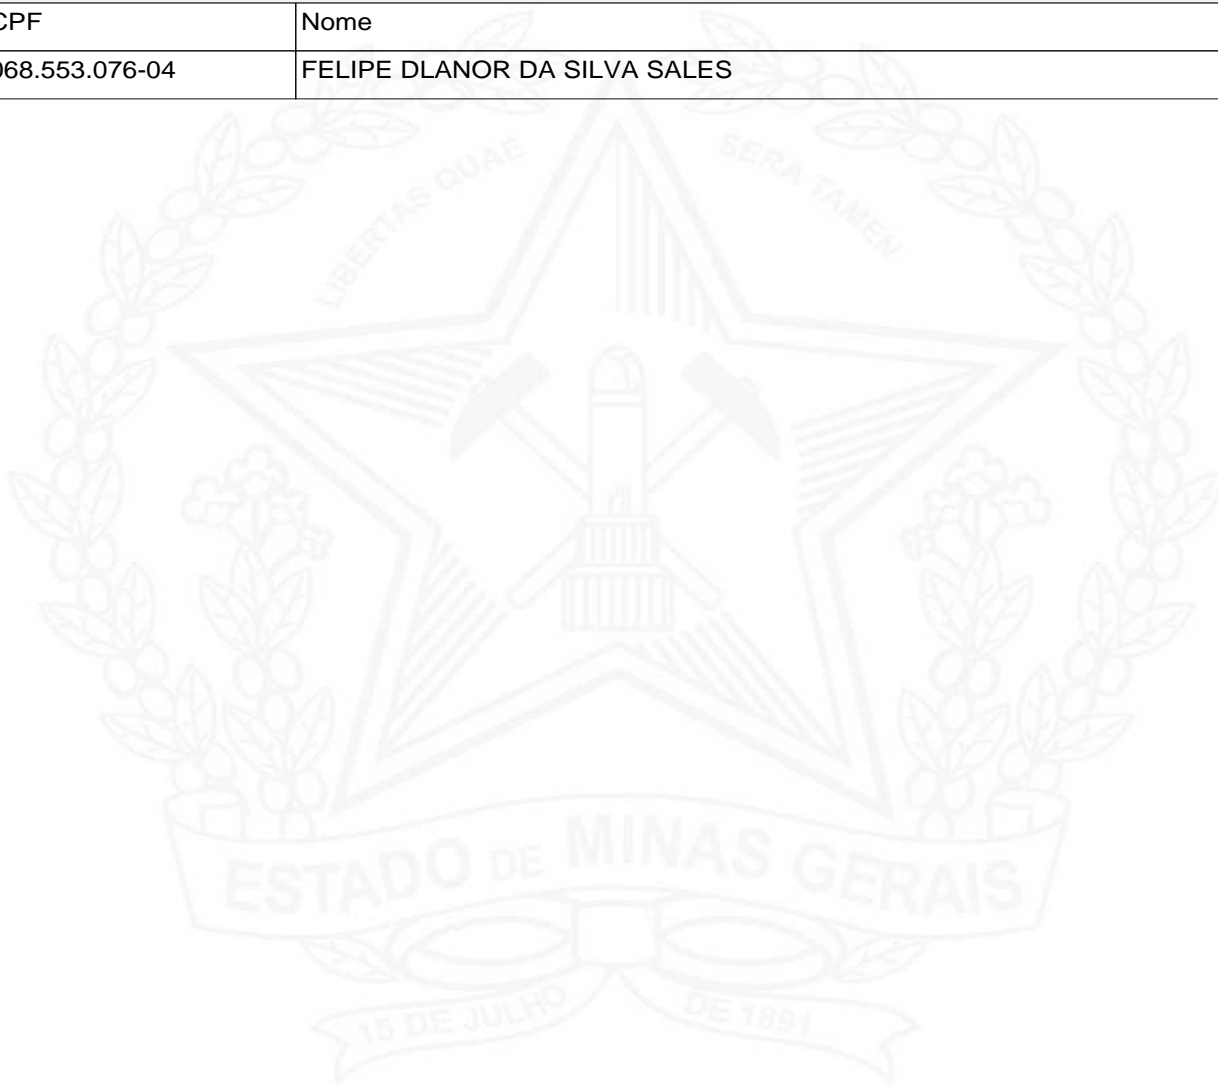 CPF Nome
068.553.076-04 FELIPE DLANOR DA SILVA SALES
LIBERTAS QUAE SERA TAMEN
ESTADO DE MINAS GERAIS
15 DE JULHO DE 1891